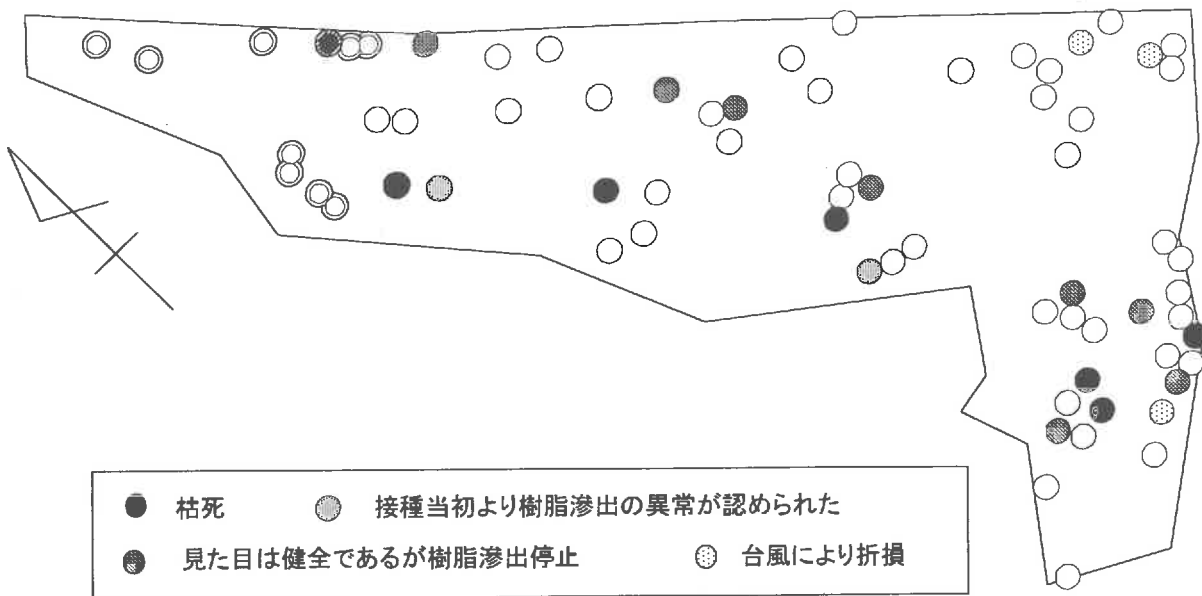 枯死 接種当初より樹脂滲出の異常が認められた
見た目は健全であるが樹脂滲出停止 台風により折損